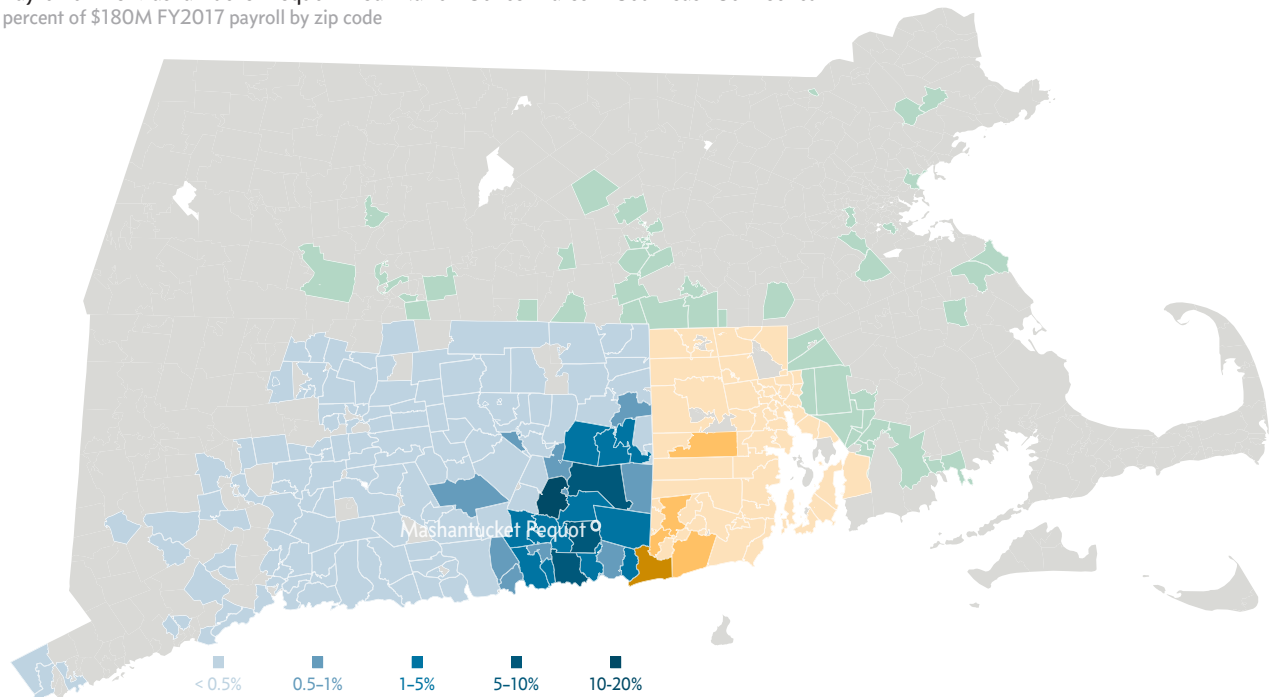 percent of $180M FY2017 payroll by zip code
Mashantucket Pequot
< 0.5%
0.5–1%
1–5%
5–10%
10-20%